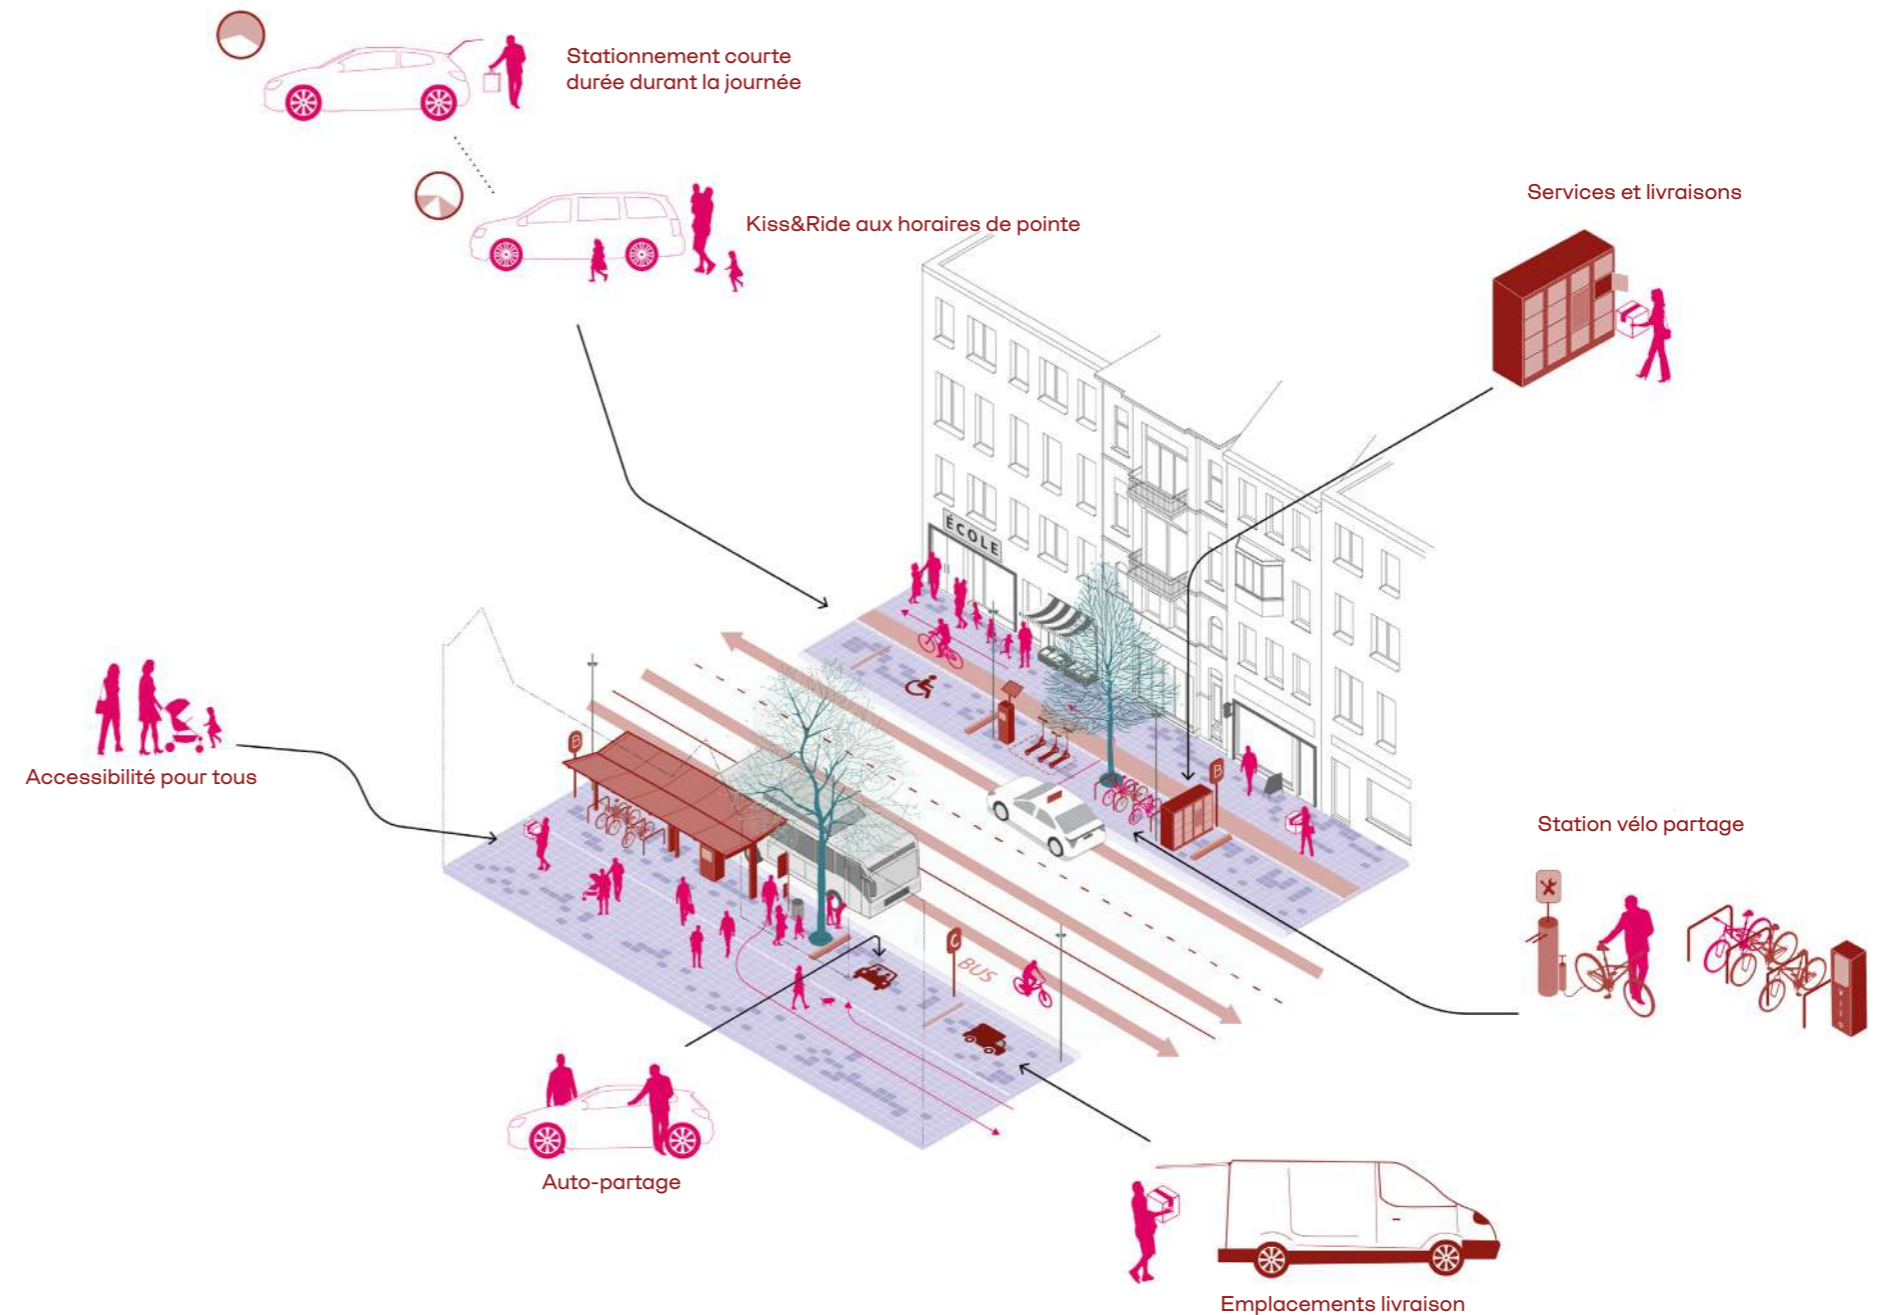 Stationnement courte
durée durant la journée
Kiss&Ride aux horaires de pointe
Services et livraisons
ÉCOLE
Accessibilité pour tous
B
B
Station vélo partage
C
BUS
Auto-partage
Emplacements livraison